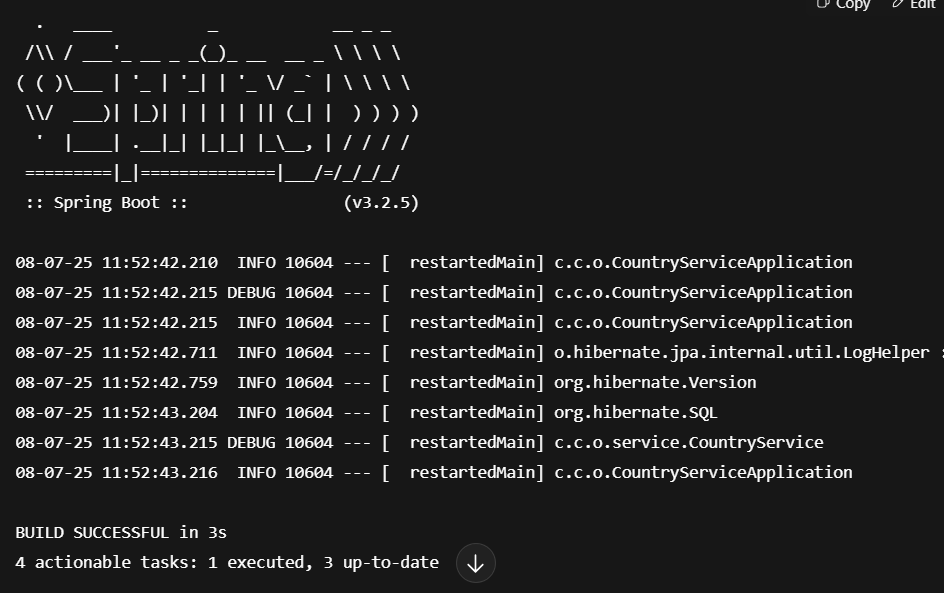 Copy Edit
  .   ____          _            __ _ _
 /\\ / ___'_ __ _ _(_)_ __  __ _ \ \ \ \
( ( )\___ | '_ | '_| | '_ \/ _` | \ \ \ \
 \\/  ___)| |_)| | | | | || (_| |  ) ) ) )
  '  |____| .__|_| |_|_| |_\__, | / / / /
 =========|_|==============|___/=/_/_/_/
 :: Spring Boot ::                (v3.2.5)
08-07-25 11:52:42.210  INFO 10604 --- [  restartedMain] c.c.o.CountryServiceApplication
08-07-25 11:52:42.215 DEBUG 10604 --- [  restartedMain] c.c.o.CountryServiceApplication
08-07-25 11:52:42.215  INFO 10604 --- [  restartedMain] c.c.o.CountryServiceApplication
08-07-25 11:52:42.711  INFO 10604 --- [  restartedMain] o.hibernate.jpa.internal.util.LogHelper :
08-07-25 11:52:42.759  INFO 10604 --- [  restartedMain] org.hibernate.Version
08-07-25 11:52:43.204  INFO 10604 --- [  restartedMain] org.hibernate.SQL
08-07-25 11:52:43.215 DEBUG 10604 --- [  restartedMain] c.c.o.service.CountryService
08-07-25 11:52:43.216  INFO 10604 --- [  restartedMain] c.c.o.CountryServiceApplication
BUILD SUCCESSFUL in 3s
4 actionable tasks: 1 executed, 3 up-to-date